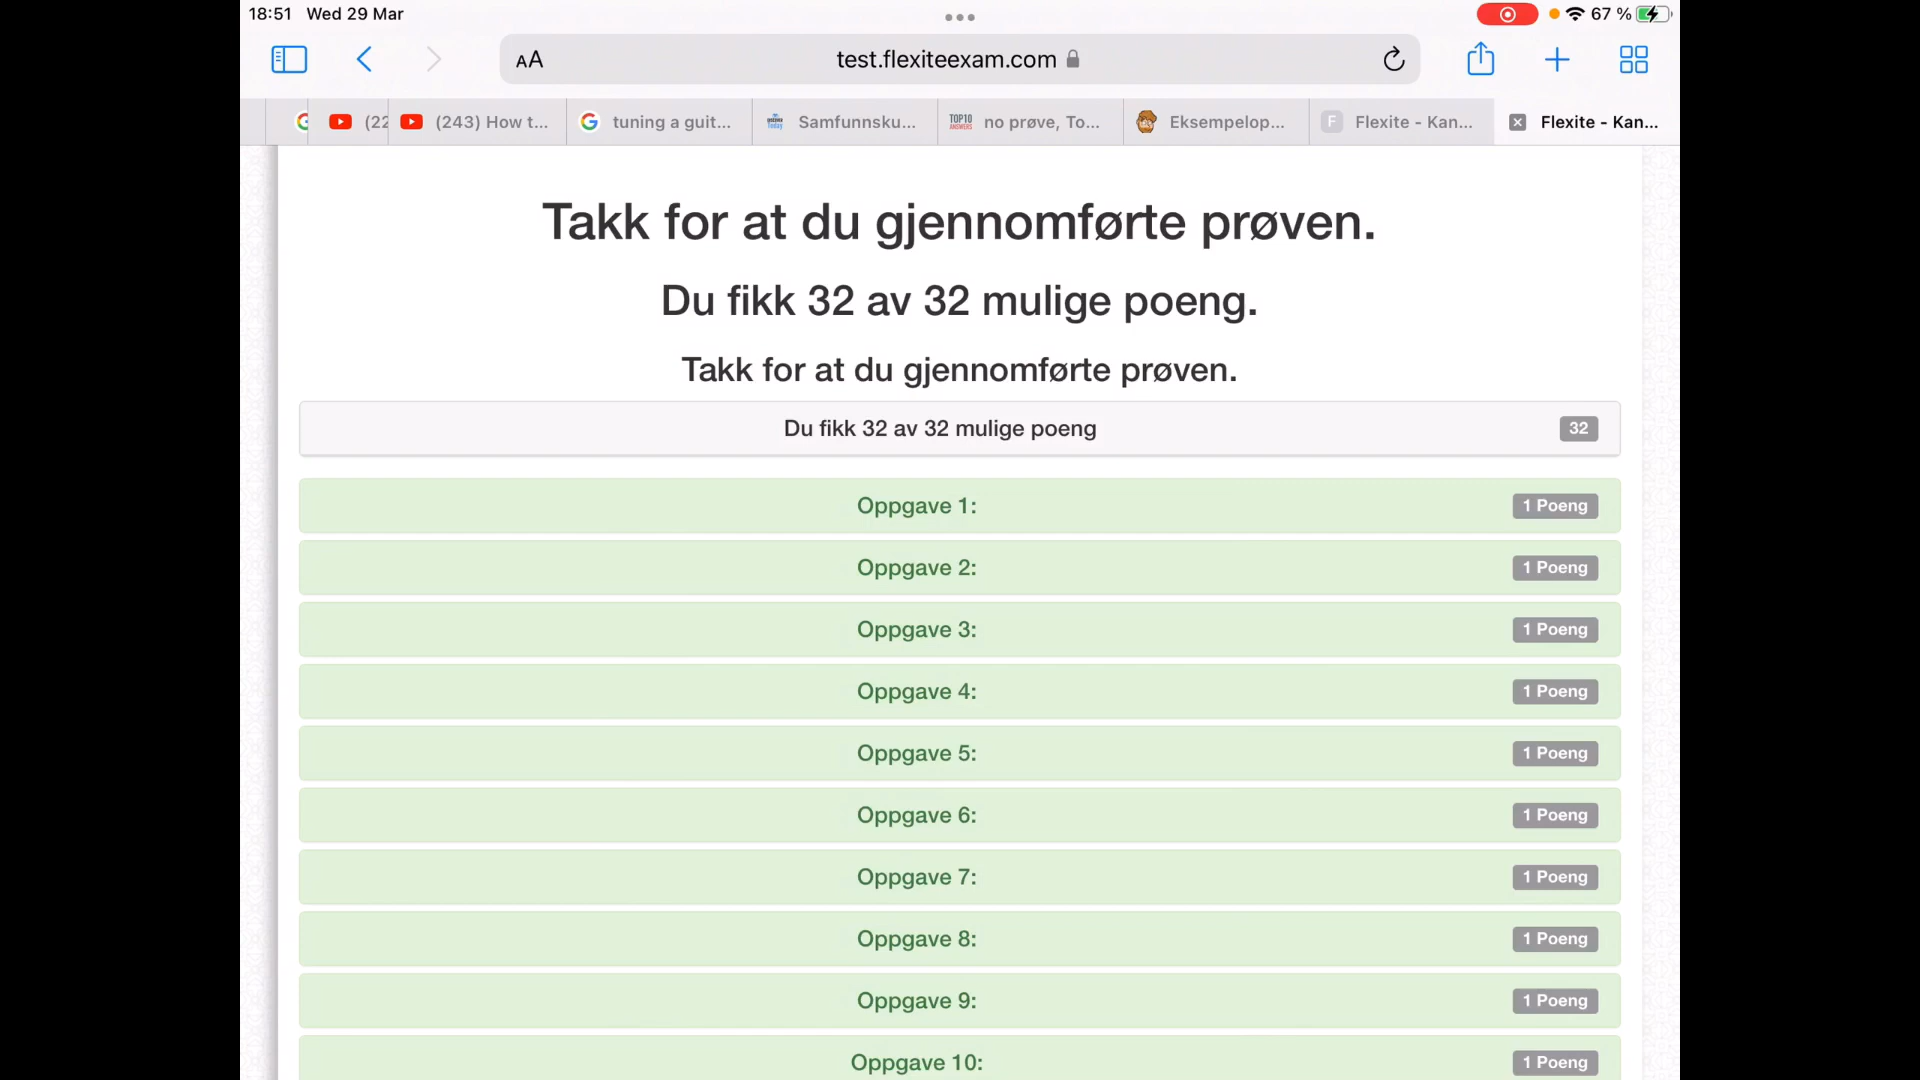 18:51 Wed 29 Mar
67 %
AA
test.flexiteexam.com
(22
(243) How t...
tuning a guit...
Samfunnsku...
TOP10
ANSWERS
no prøve, To...
Eksempelop...
F
Flexite - Kan...
Flexite - Kan...
Takk for at du gjennomførte prøven.
Du fikk 32 av 32 mulige poeng.
Takk for at du gjennomførte prøven.
Du fikk 32 av 32 mulige poeng 32
Oppgave 1: 1 Poeng
Oppgave 2: 1 Poeng
Oppgave 3: 1 Poeng
Oppgave 4: 1 Poeng
Oppgave 5: 1 Poeng
Oppgave 6: 1 Poeng
Oppgave 7: 1 Poeng
Oppgave 8: 1 Poeng
Oppgave 9: 1 Poeng
Oppgave 10: 1 Poeng